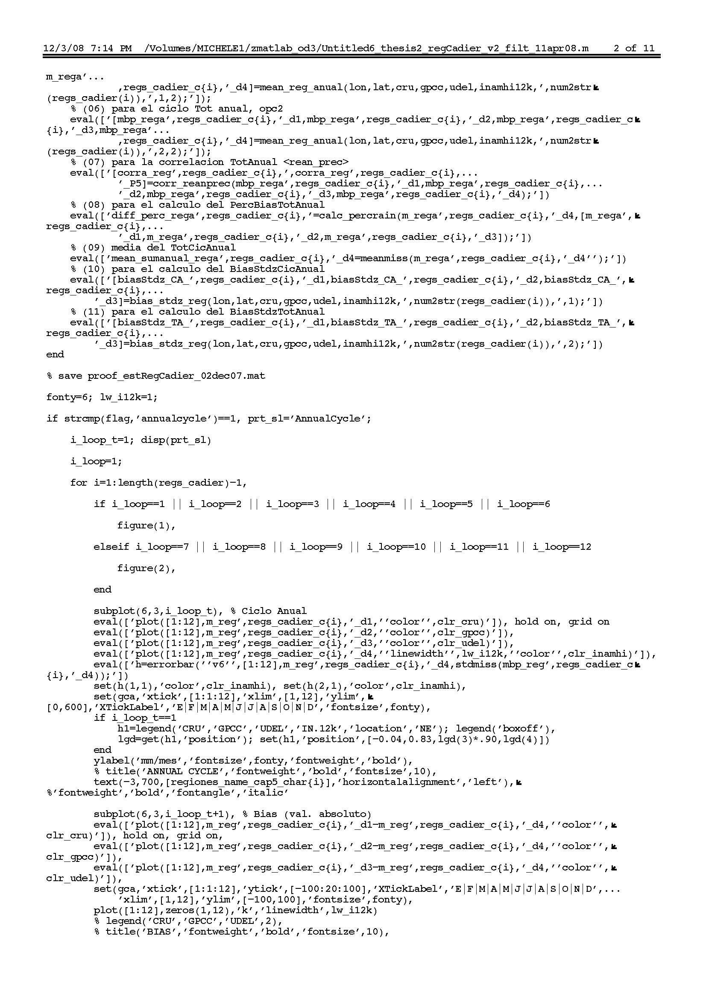 12/3/08 7:14 PM  /Volumes/MICHELE1/zmatlab_od3/Untitled6_thesis2_regCadier_v2_filt_11apr08.m    2 of 11
m_rega'...
            ,regs_cadier_c{i},'_d4]=mean_reg_anual(lon,lat,cru,gpcc,udel,inamhi12k,',num2str
(regs_cadier(i)),',1,2);']);
    % (06) para el ciclo Tot anual, opc2
    eval(['[mbp_rega',regs_cadier_c{i},'_d1,mbp_rega',regs_cadier_c{i},'_d2,mbp_rega',regs_cadier_c
{i},'_d3,mbp_rega'...
            ,regs_cadier_c{i},'_d4]=mean_reg_anual(lon,lat,cru,gpcc,udel,inamhi12k,',num2str
(regs_cadier(i)),',2,2);']);
    % (07) para la correlacion TotAnual <rean_prec>
    eval(['[corra_reg',regs_cadier_c{i},',corra_reg',regs_cadier_c{i},...
            '_P5]=corr_reanprec(mbp_rega',regs_cadier_c{i},'_d1,mbp_rega',regs_cadier_c{i},...
            '_d2,mbp_rega',regs_cadier_c{i},'_d3,mbp_rega',regs_cadier_c{i},'_d4);'])
    % (08) para el calculo del PercBiasTotAnual
    eval(['diff_perc_rega',regs_cadier_c{i},'=calc_percrain(m_rega',regs_cadier_c{i},'_d4,[m_rega',
regs_cadier_c{i},...
            '_d1,m_rega',regs_cadier_c{i},'_d2,m_rega',regs_cadier_c{i},'_d3]);'])
    % (09) media del TotCicAnual
    eval(['mean_sumanual_rega',regs_cadier_c{i},'_d4=meanmiss(m_rega',regs_cadier_c{i},'_d4'');'])
    % (10) para el calculo del BiasStdzCicAnual
    eval(['[biasStdz_CA_',regs_cadier_c{i},'_d1,biasStdz_CA_',regs_cadier_c{i},'_d2,biasStdz_CA_',
regs_cadier_c{i},...
        '_d3]=bias_stdz_reg(lon,lat,cru,gpcc,udel,inamhi12k,',num2str(regs_cadier(i)),',1);'])
    % (11) para el calculo del BiasStdzTotAnual
    eval(['[biasStdz_TA_',regs_cadier_c{i},'_d1,biasStdz_TA_',regs_cadier_c{i},'_d2,biasStdz_TA_',
regs_cadier_c{i},...
        '_d3]=bias_stdz_reg(lon,lat,cru,gpcc,udel,inamhi12k,',num2str(regs_cadier(i)),',2);'])
end
% save proof_estRegCadier_02dec07.mat
fonty=6; lw_i12k=1;
if strcmp(flag,'annualcycle')==1, prt_sl='AnnualCycle';
    i_loop_t=1; disp(prt_sl)
    i_loop=1;
    for i=1:length(regs_cadier)-1,
        if i_loop==1 || i_loop==2 || i_loop==3 || i_loop==4 || i_loop==5 || i_loop==6
            figure(1),
        elseif i_loop==7 || i_loop==8 || i_loop==9 || i_loop==10 || i_loop==11 || i_loop==12
            figure(2),
        end
        subplot(6,3,i_loop_t), % Ciclo Anual
        eval(['plot([1:12],m_reg',regs_cadier_c{i},'_d1,''color'',clr_cru)']), hold on, grid on
        eval(['plot([1:12],m_reg',regs_cadier_c{i},'_d2,''color'',clr_gpcc)']),
        eval(['plot([1:12],m_reg',regs_cadier_c{i},'_d3,''color'',clr_udel)']),
        eval(['plot([1:12],m_reg',regs_cadier_c{i},'_d4,''linewidth'',lw_i12k,''color'',clr_inamhi)']),
        eval(['h=errorbar(''v6'',[1:12],m_reg',regs_cadier_c{i},'_d4,stdmiss(mbp_reg',regs_cadier_c
{i},'_d4));'])
        set(h(1,1),'color',clr_inamhi), set(h(2,1),'color',clr_inamhi),
        set(gca,'xtick',[1:1:12],'xlim',[1,12],'ylim',
[0,600],'XTickLabel','E|F|M|A|M|J|J|A|S|O|N|D','fontsize',fonty),
        if i_loop_t==1
            h1=legend('CRU','GPCC','UDEL','IN.12k','location','NE'); legend('boxoff'),
            lgd=get(h1,'position'); set(h1,'position',[-0.04,0.83,lgd(3)*.90,lgd(4)])
        end
        ylabel('mm/mes','fontsize',fonty,'fontweight','bold'),
        % title('ANNUAL CYCLE','fontweight','bold','fontsize',10),
        text(-3,700,[regiones_name_cap5_char{i}],'horizontalalignment','left'),
%'fontweight','bold','fontangle','italic'
        subplot(6,3,i_loop_t+1), % Bias (val. absoluto)
        eval(['plot([1:12],m_reg',regs_cadier_c{i},'_d1-m_reg',regs_cadier_c{i},'_d4,''color'',
clr_cru)']), hold on, grid on,
        eval(['plot([1:12],m_reg',regs_cadier_c{i},'_d2-m_reg',regs_cadier_c{i},'_d4,''color'',
clr_gpcc)']),
        eval(['plot([1:12],m_reg',regs_cadier_c{i},'_d3-m_reg',regs_cadier_c{i},'_d4,''color'',
clr_udel)']),
        set(gca,'xtick',[1:1:12],'ytick',[-100:20:100],'XTickLabel','E|F|M|A|M|J|J|A|S|O|N|D',...
            'xlim',[1,12],'ylim',[-100,100],'fontsize',fonty),
        plot([1:12],zeros(1,12),'k','linewidth',lw_i12k)
        % legend('CRU','GPCC','UDEL',2),
        % title('BIAS','fontweight','bold','fontsize',10),